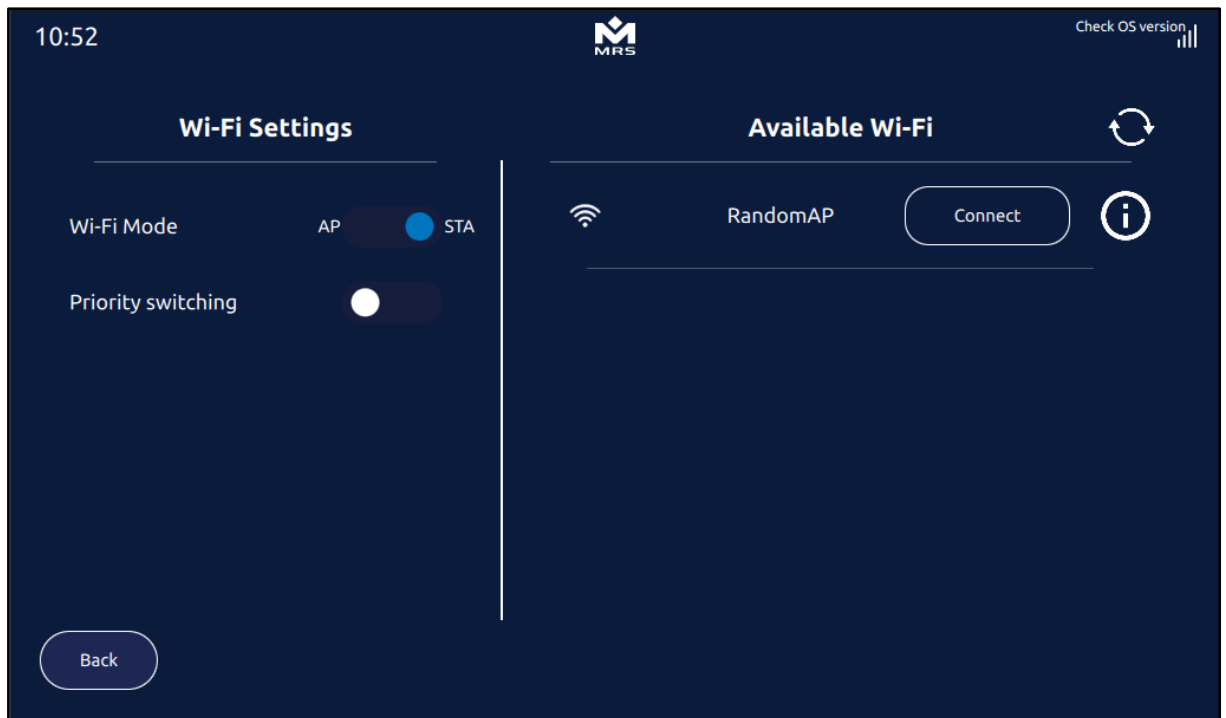 10:52
MRS
Check OS version
Wi-Fi Settings
Available Wi-Fi
Wi-Fi Mode
AP
STA
RandomAP
Connect
Priority switching
Back